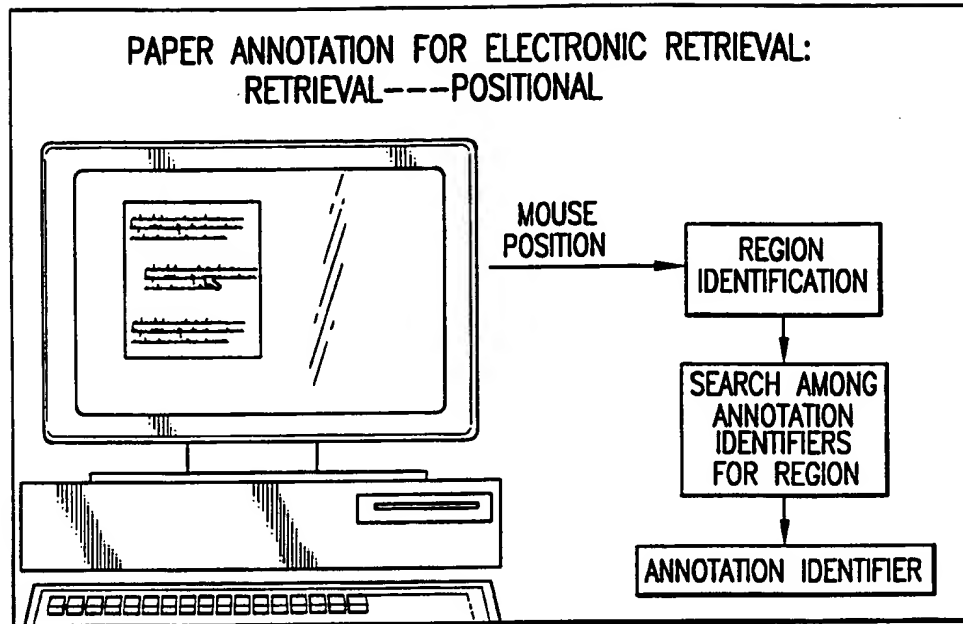 PAPER ANNOTATION FOR ELECTRONIC RETRIEVAL:
RETRIEVAL---POSITIONAL
MOUSE
POSITION
REGION
IDENTIFICATION
SEARCH AMONG
ANNOTATION
IDENTIFIERS
FOR REGION
ANNOTATION IDENTIFIER